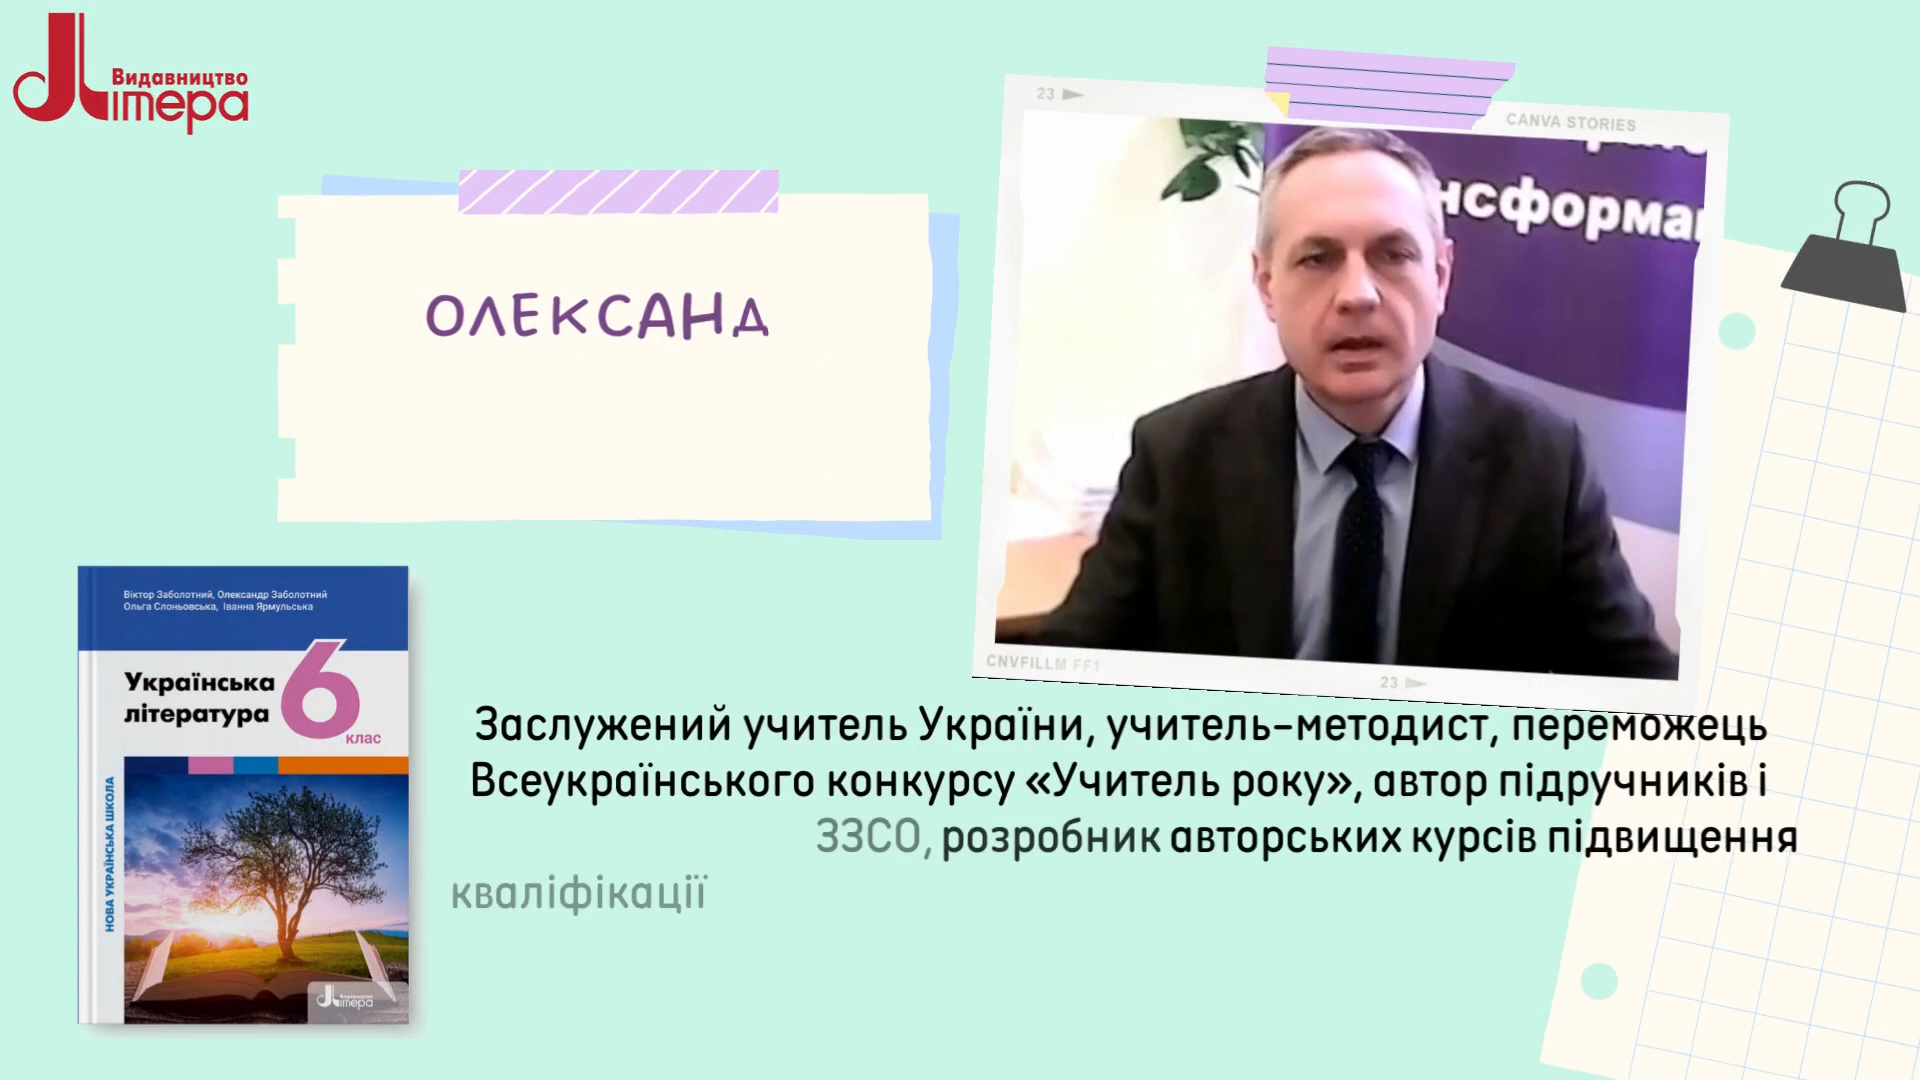 Видавництво
Літера
23
CANVA STORIES
нсформа
ОЛЕКСАНД
Віктор Заболотний, Олександр Заболотний
Ольга Слоньовська, Іванна Ярмульська
Українська
література
6
клас
НОВА УКРАЇНСЬКА ШКОЛА
Видавництво
Літера
CNVFILLM FF1
23
Заслужений учитель України, учитель-методист, переможець
Всеукраїнського конкурсу «Учитель року», автор підручників і
ЗЗСО, розробник авторських курсів підвищення
кваліфікації